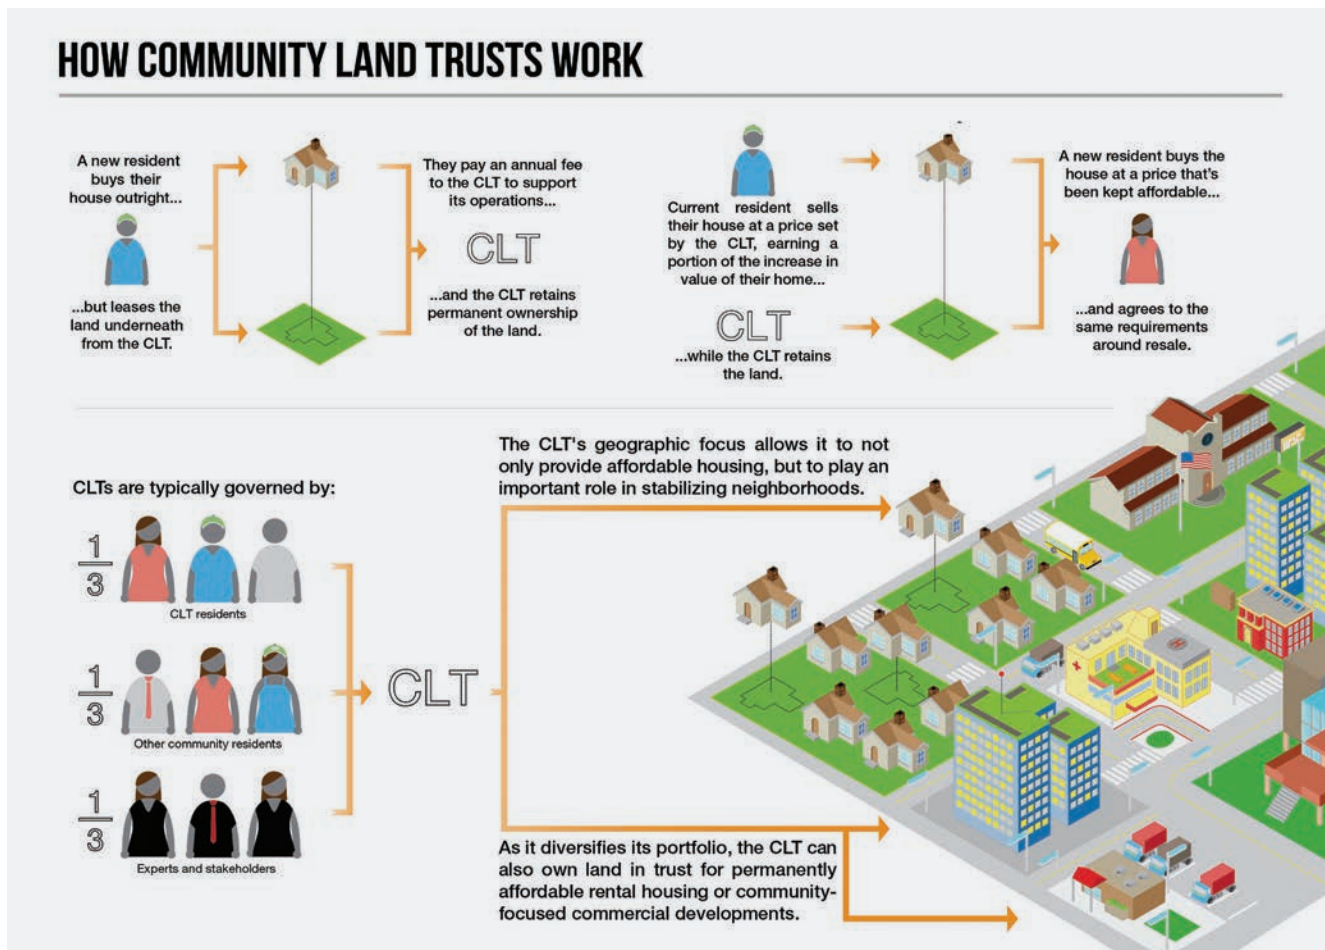 HOW COMMUNITY LAND TRUSTS WORK
A new resident
buys their
house outright...
...but leases the
land underneath
from the CLT.
They pay an annual fee
to the CLT to support
its operations...
CLT
...and the CLT retains
permanent ownership
of the land.
Current resident sells
their house at a price set
by the CLT, earning a
portion of the increase in
value of their home...
CLT
...while the CLT retains
the land.
A new resident buys the
house at a price that's
been kept affordable...
...and agrees to the
same requirements
around resale.
CLTs are typically governed by:
1
3
CLT residents
1
3
Other community residents
1
3
Experts and stakeholders
CLT
The CLT's geographic focus allows it to not
only provide affordable housing, but to play an
important role in stabilizing neighborhoods.
H
As it diversifies its portfolio, the CLT can
also own land in trust for permanently
affordable rental housing or community-
focused commercial developments.